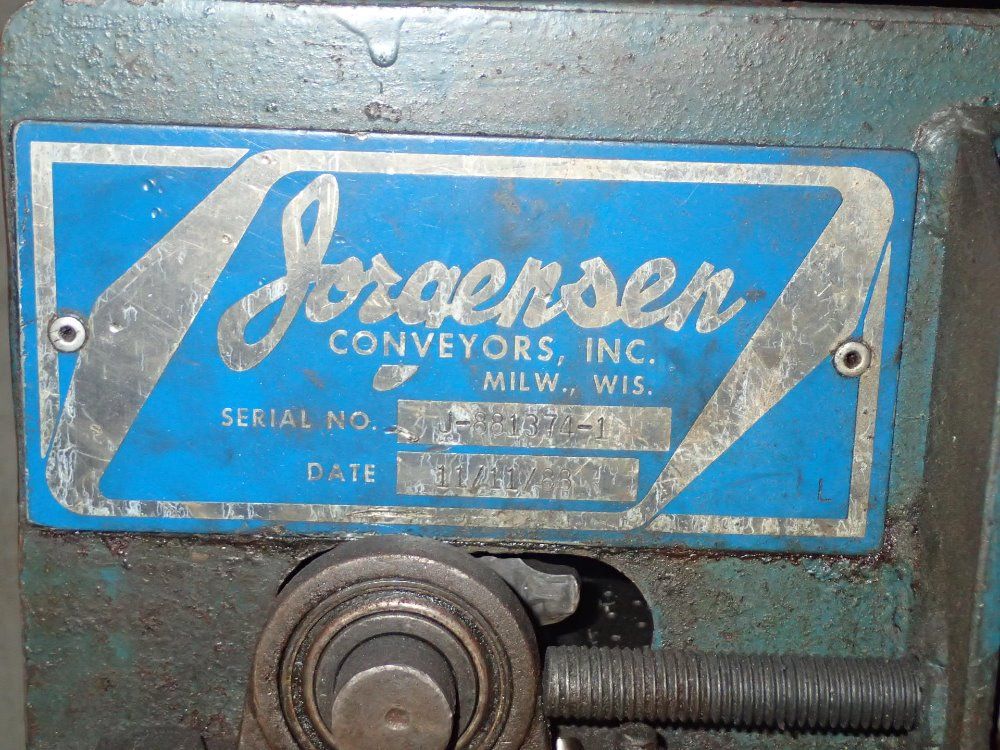 Jorgensen
CONVEYORS, INC.
MILW., WIS.
SERIAL NO. J-881374-1
DATE 11/11/88
L